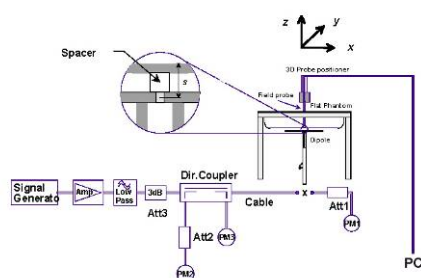 z
y
x
Spacer
s
3D Probe positioner
Field probe
Flat Phantom
Dipole
Signal
Generato
Amp
Low
Pass
3dB
Att3
Dir.Coupler
Cable
x
Att1
PM1
Att2
PM3
PM2
PC